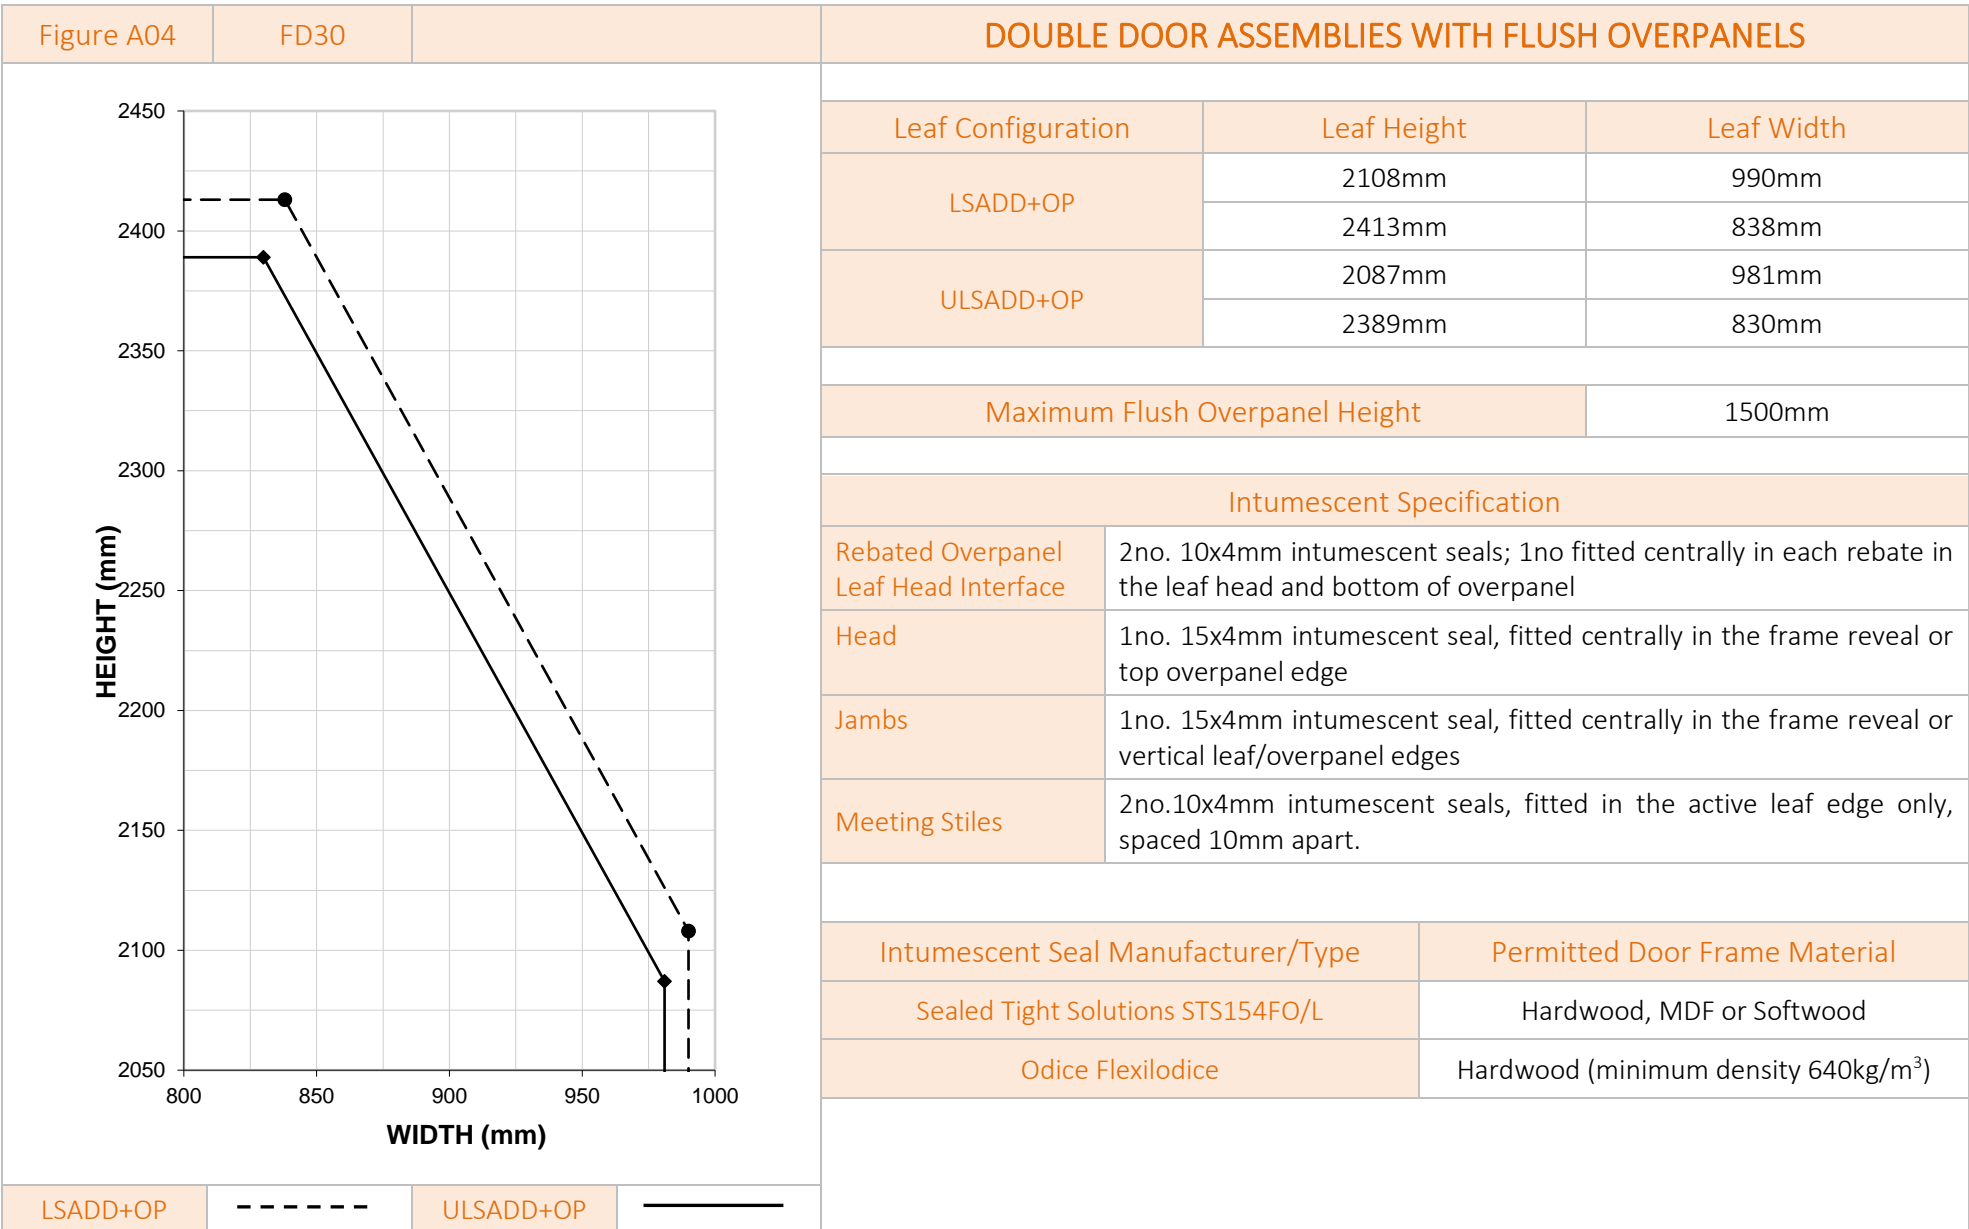 Figure A04
FD30
DOUBLE DOOR ASSEMBLIES WITH FLUSH OVERPANELS
2450
2400
2350
2300
2250
2200
2150
2100
2050
800
850
900
950
1000
HEIGHT (mm)
WIDTH (mm)
LSADD+OP
ULSADD+OP
Leaf Configuration
Leaf Height
Leaf Width
LSADD+OP
2108mm
990mm
2413mm
838mm
ULSADD+OP
2087mm
981mm
2389mm
830mm
Maximum Flush Overpanel Height
1500mm
Intumescent Specification
Rebated Overpanel
Leaf Head Interface
2no. 10x4mm intumescent seals; 1no fitted centrally in each rebate in
the leaf head and bottom of overpanel
Head
1no. 15x4mm intumescent seal, fitted centrally in the frame reveal or
top overpanel edge
Jambs
1no. 15x4mm intumescent seal, fitted centrally in the frame reveal or
vertical leaf/overpanel edges
Meeting Stiles
2no.10x4mm intumescent seals, fitted in the active leaf edge only,
spaced 10mm apart.
Intumescent Seal Manufacturer/Type
Permitted Door Frame Material
Sealed Tight Solutions STS154FO/L
Hardwood, MDF or Softwood
Odice Flexilodice
Hardwood (minimum density 640kg/m³)